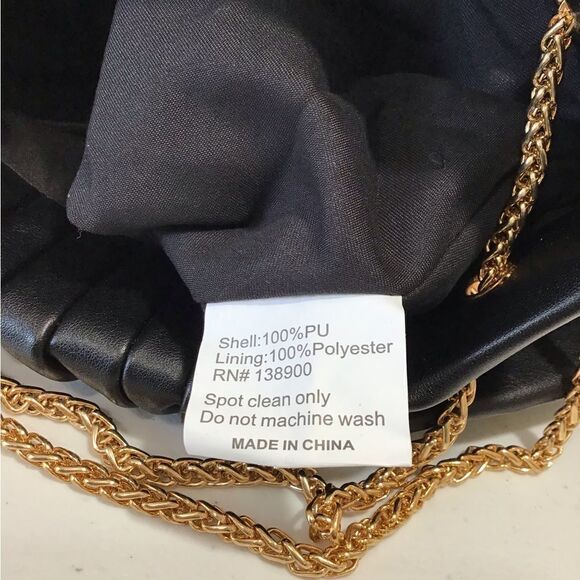 Shell:100%PU
Lining:100%Polyester
RN# 138900
Spot clean only
Do not machine wash
MADE IN CHINA